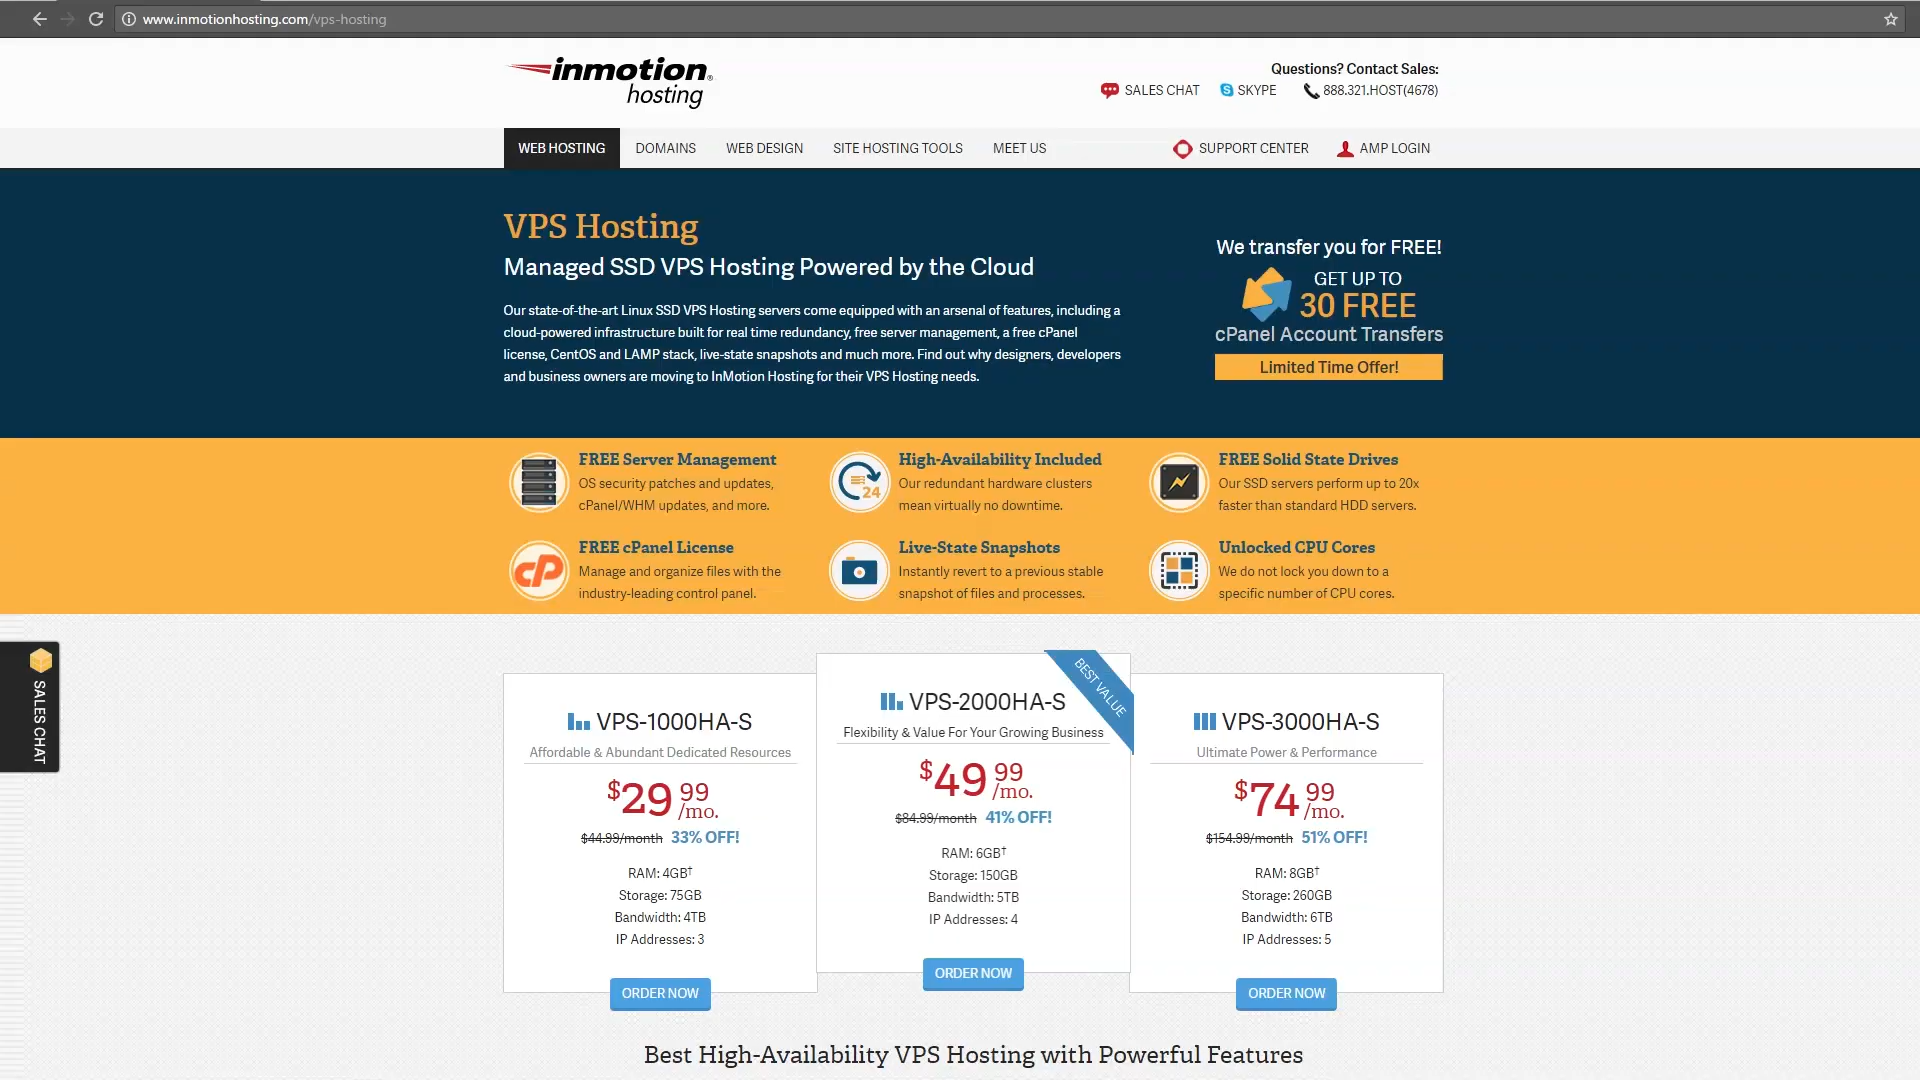 www.inmotionhosting.com/vps-hosting
inmotion
hosting
Questions? Contact Sales:
SALES CHAT SKYPE 888.321.HOST(4678)
WEB HOSTING DOMAINS WEB DESIGN SITE HOSTING TOOLS MEET US SUPPORT CENTER AMP LOGIN
VPS Hosting
Managed SSD VPS Hosting Powered by the Cloud
Our state-of-the-art Linux SSD VPS Hosting servers come equipped with an arsenal of features, including a
cloud-powered infrastructure built for real time redundancy, free server management, a free cPanel
license, CentOS and LAMP stack, live-state snapshots and much more. Find out why designers, developers
and business owners are moving to InMotion Hosting for their VPS Hosting needs.
We transfer you for FREE!
GET UP TO
30 FREE
cPanel Account Transfers
Limited Time Offer!
FREE Server Management
OS security patches and updates,
cPanel/WHM updates, and more.
24
High-Availability Included
Our redundant hardware clusters
mean virtually no downtime.
FREE Solid State Drives
Our SSD servers perform up to 20x
faster than standard HDD servers.
cP
FREE cPanel License
Manage and organize files with the
industry-leading control panel.
Live-State Snapshots
Instantly revert to a previous stable
snapshot of files and processes.
Unlocked CPU Cores
We do not lock you down to a
specific number of CPU cores.
SALES CHAT
VPS-1000HA-S
Affordable & Abundant Dedicated Resources
$29 99 /mo.
$44.99/month 33% OFF!
RAM: 4GB†
Storage: 75GB
Bandwidth: 4TB
IP Addresses: 3
ORDER NOW
BEST VALUE
VPS-2000HA-S
Flexibility & Value For Your Growing Business
$49 99 /mo.
$84.99/month 41% OFF!
RAM: 6GB†
Storage: 150GB
Bandwidth: 5TB
IP Addresses: 4
ORDER NOW
VPS-3000HA-S
Ultimate Power & Performance
$74 99 /mo.
$154.99/month 51% OFF!
RAM: 8GB†
Storage: 260GB
Bandwidth: 6TB
IP Addresses: 5
ORDER NOW
Best High-Availability VPS Hosting with Powerful Features